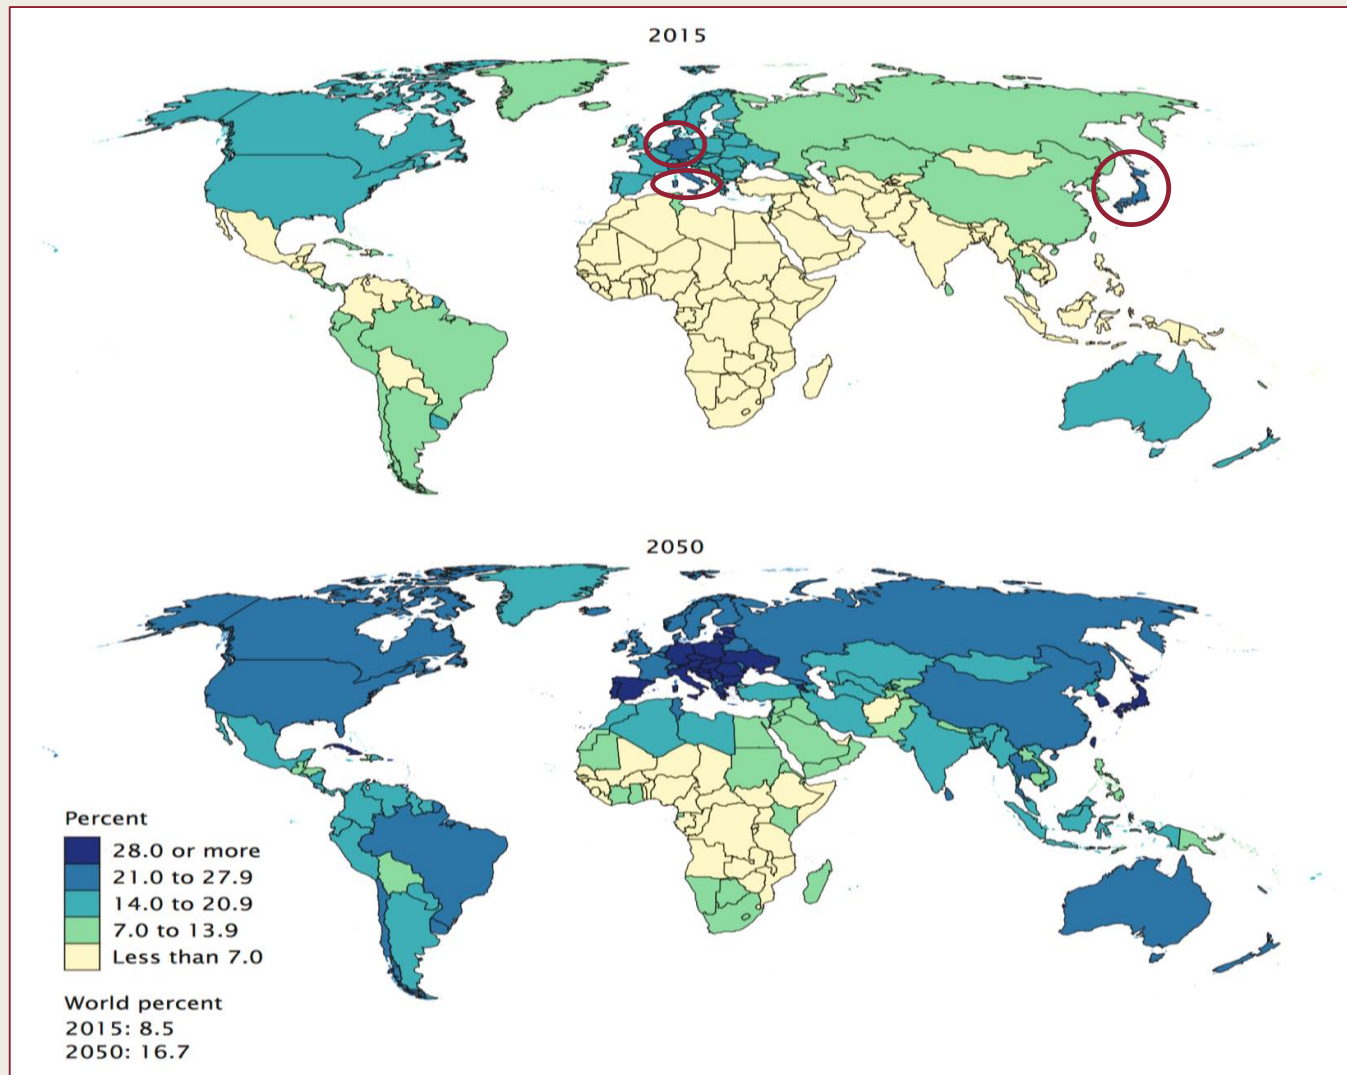 2015
2050
Percent
28.0 or more
21.0 to 27.9
14.0 to 20.9
7.0 to 13.9
Less than 7.0
World percent
2015: 8.5
2050: 16.7